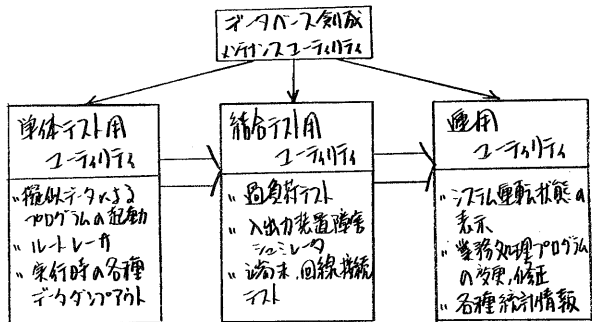 データベース創成
メンテナンスユーティリティ
単体テスト用
ユーティリティ
〃擬似データによる
プログラムの起動
〃ルートレーサ
〃実行時の各種
データダンプアウト
結合テスト用
ユーティリティ
〃過負荷テスト
〃入出力装置障害
シュミレータ
〃端末,回線接続
テスト
運用
ユーティリティ
〃システム運転状態の
表示
〃業務処理プログラム
の変更,修正
〃各種統計情報